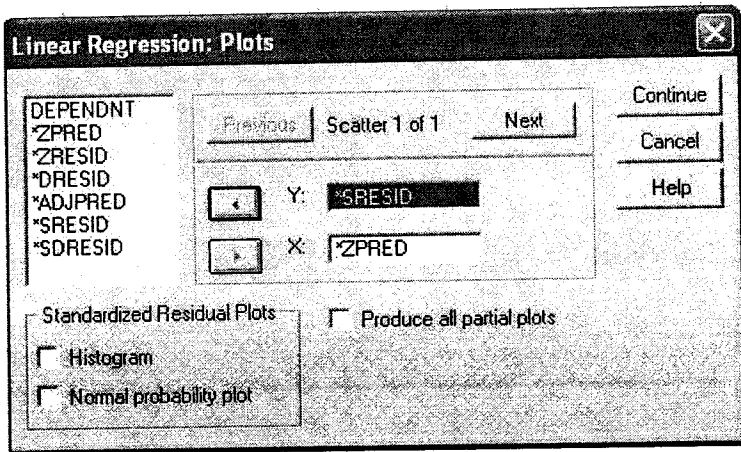 Linear Regression: Plots
DEPENDNT
*ZPRED
*ZRESID
*DRESID
*ADJPRED
*SRESID
*SDRESID
Previous
Scatter 1 of 1
Next
Y:
*SRESID
X:
*ZPRED
Continue
Cancel
Help
Standardized Residual Plots
Histogram
Normal probability plot
Produce all partial plots